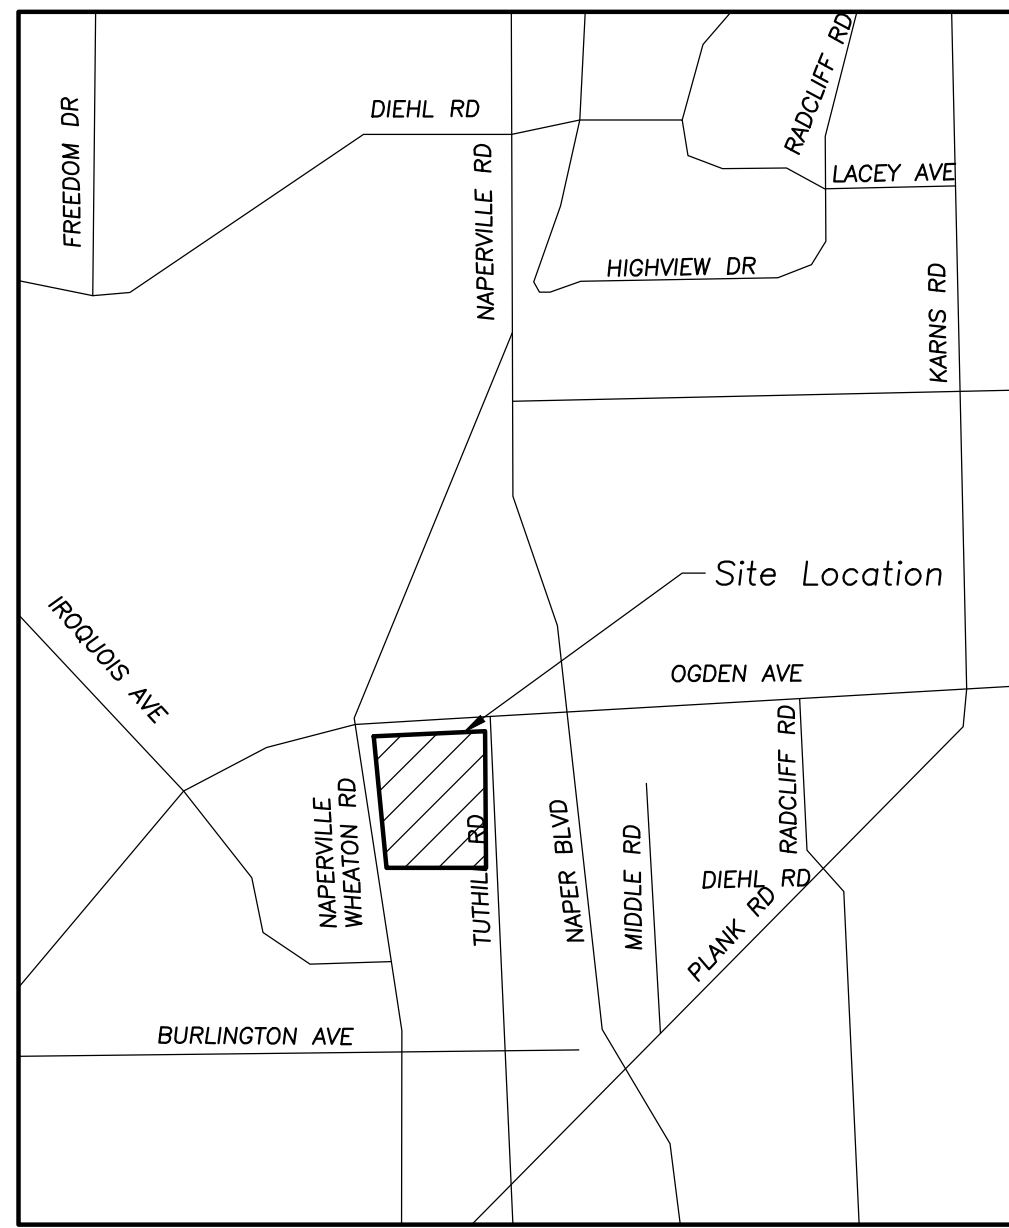 RADCLIFF RD
DIEHL RD
FREEDOM DR
NAPERVILLE RD
LACEY AVE
HIGHVIEW DR
KARNS RD
Site Location
IROQUOIS AVE
OGDEN AVE
RADCLIFF RD
NAPERVILLE
WHEATON RD
TUTHILL RD
NAPER BLVD
MIDDLE RD
DIEHL RD
PLANK RD
BURLINGTON AVE